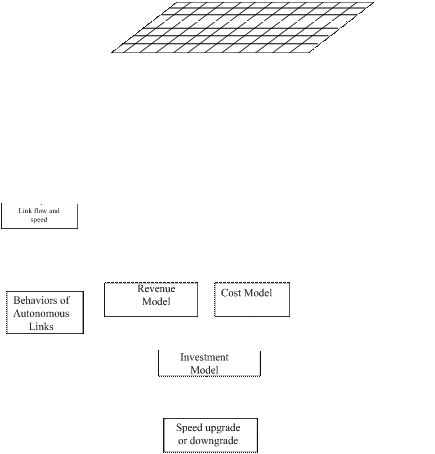 Link flow and
speed
Behaviors of
Autonomous
Links
Revenue
Model
Cost Model
Investment
Model
Speed upgrade
or downgrade